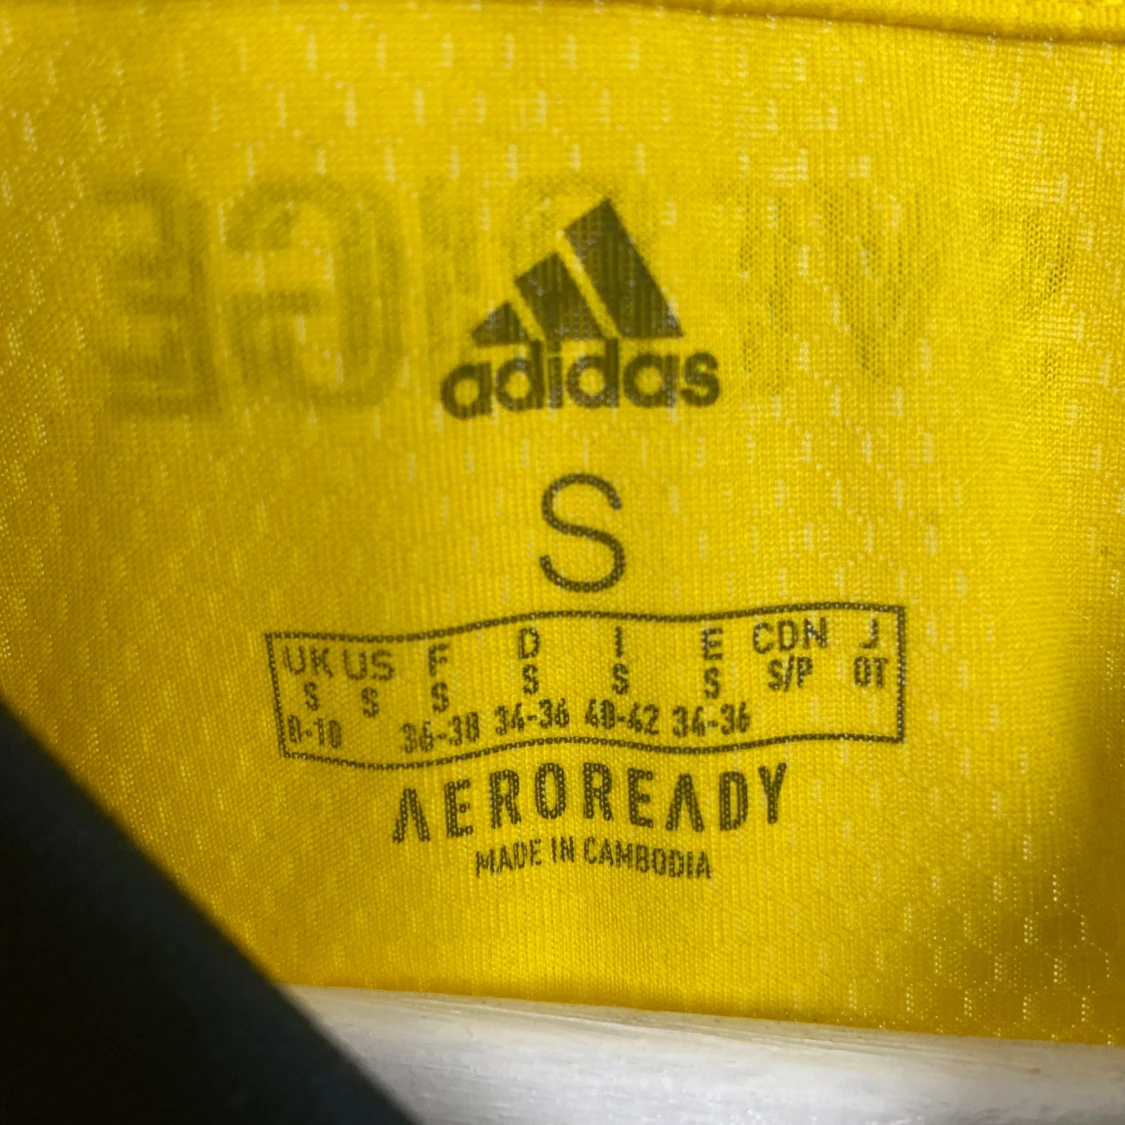 adidas
S
UK US F D I E CDN J
S S S S S S S/P OT
8-10 36-38 34-36 40-42 34-36
AEROREADY
MADE IN CAMBODIA